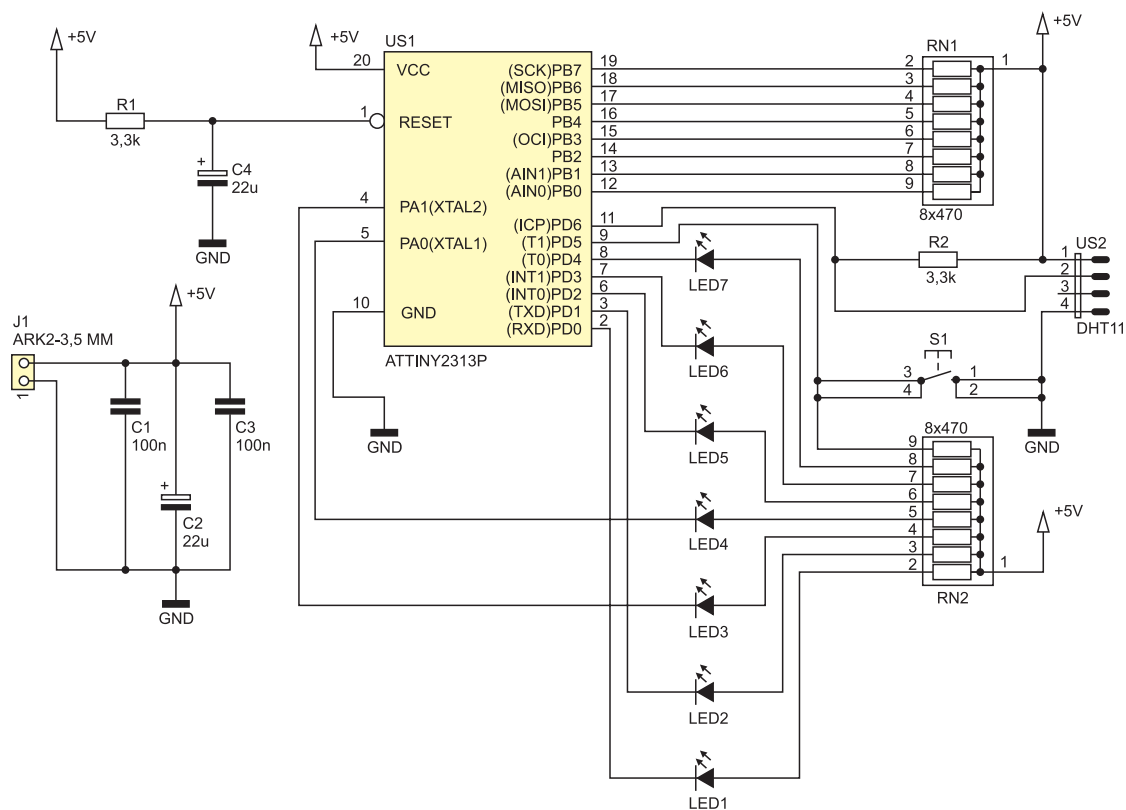 +5V
R1
3,3k
C4
22u
GND
+5V
J1
ARK2-3,5 MM
1
C1
100n
C3
100n
C2
22u
GND
+5V
US1
20
VCC
1
RESET
4
PA1(XTAL2)
5
PA0(XTAL1)
10
GND
GND
(SCK)PB7
19
(MISO)PB6
18
(MOSI)PB5
17
PB4
16
(OCI)PB3
15
PB2
14
(AIN1)PB1
13
(AIN0)PB0
12
(ICP)PD6
11
(T1)PD5
9
(T0)PD4
8
(INT1)PD3
7
(INT0)PD2
6
(TXD)PD1
3
(RXD)PD0
2
ATTINY2313P
+5V
RN1
2
1
3
4
5
6
7
8
9
8x470
R2
3,3k
US2
1
2
3
4
DHT11
S1
3
1
4
2
GND
LED7
LED6
LED5
LED4
LED3
LED2
LED1
8x470
9
8
7
6
5
4
3
2
1
RN2
+5V